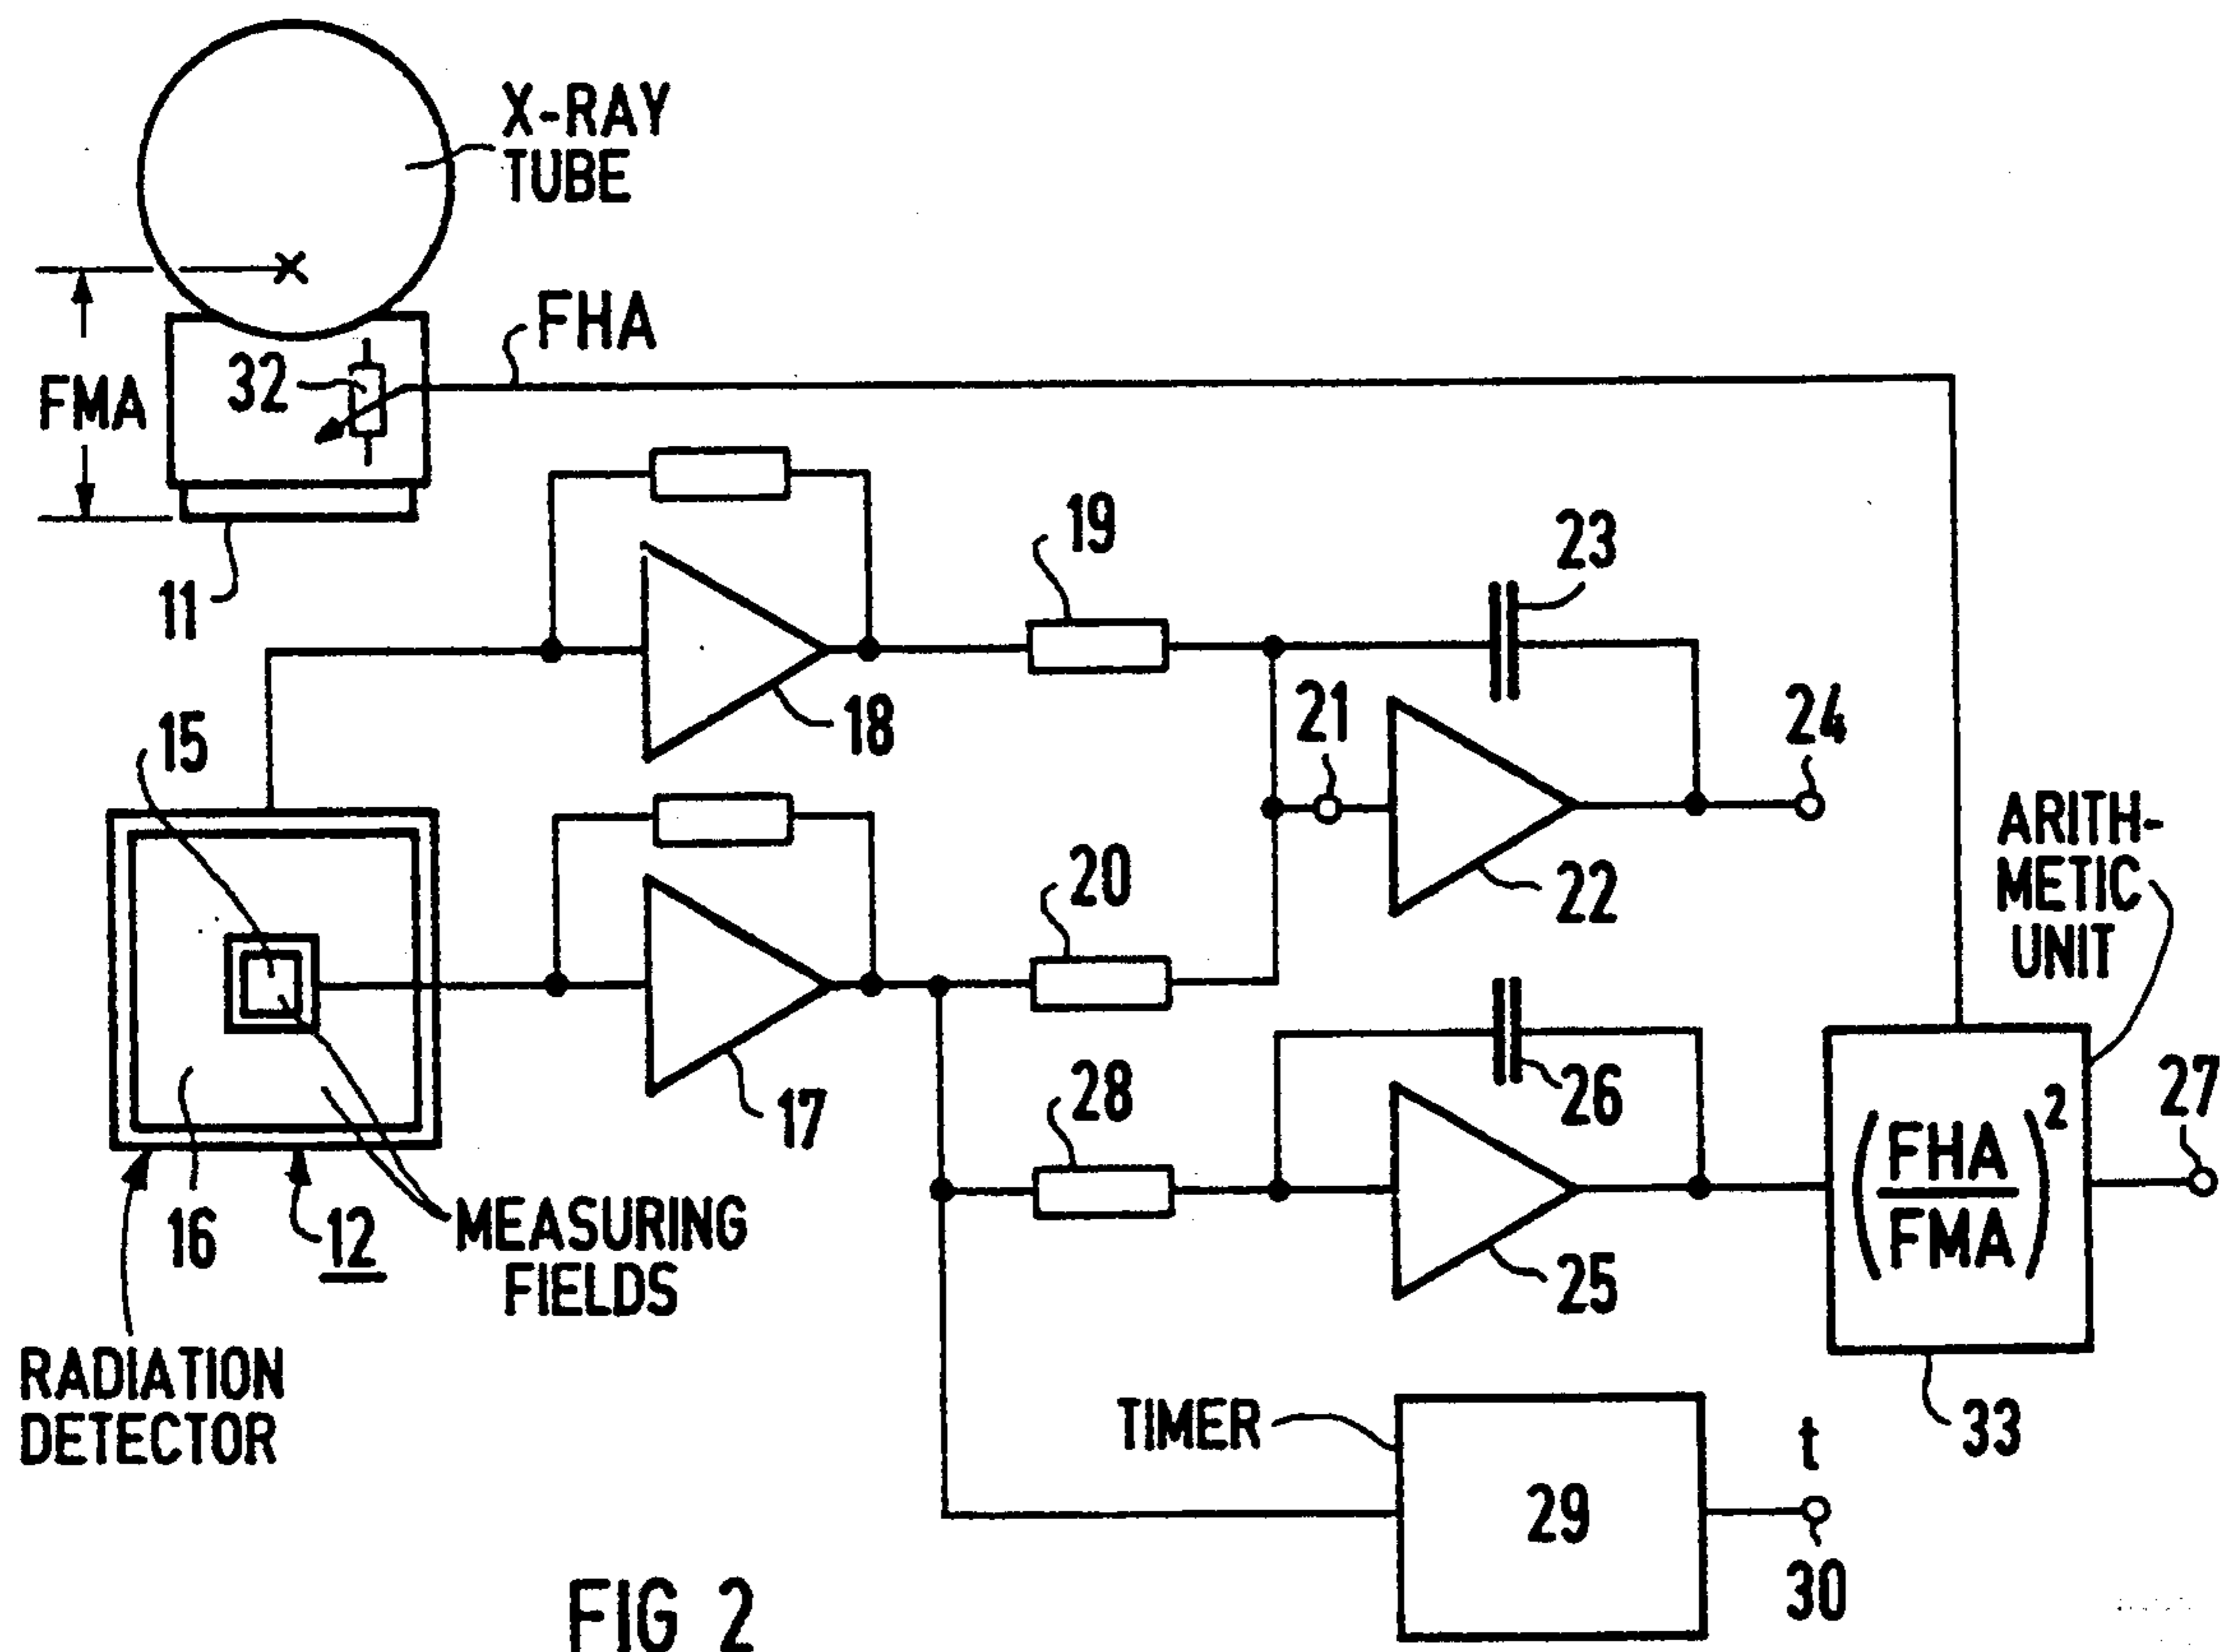 X-RAY
TUBE
FHA
32
FMA
19
23
11
18
15
21
24
ARITH-
METIC
UNIT
20
22
28
26
27
17
(FHA/FMA)²
16
12
MEASURING
FIELDS
25
RADIATION
DETECTOR
TIMER
33
t
29
30
FIG 2